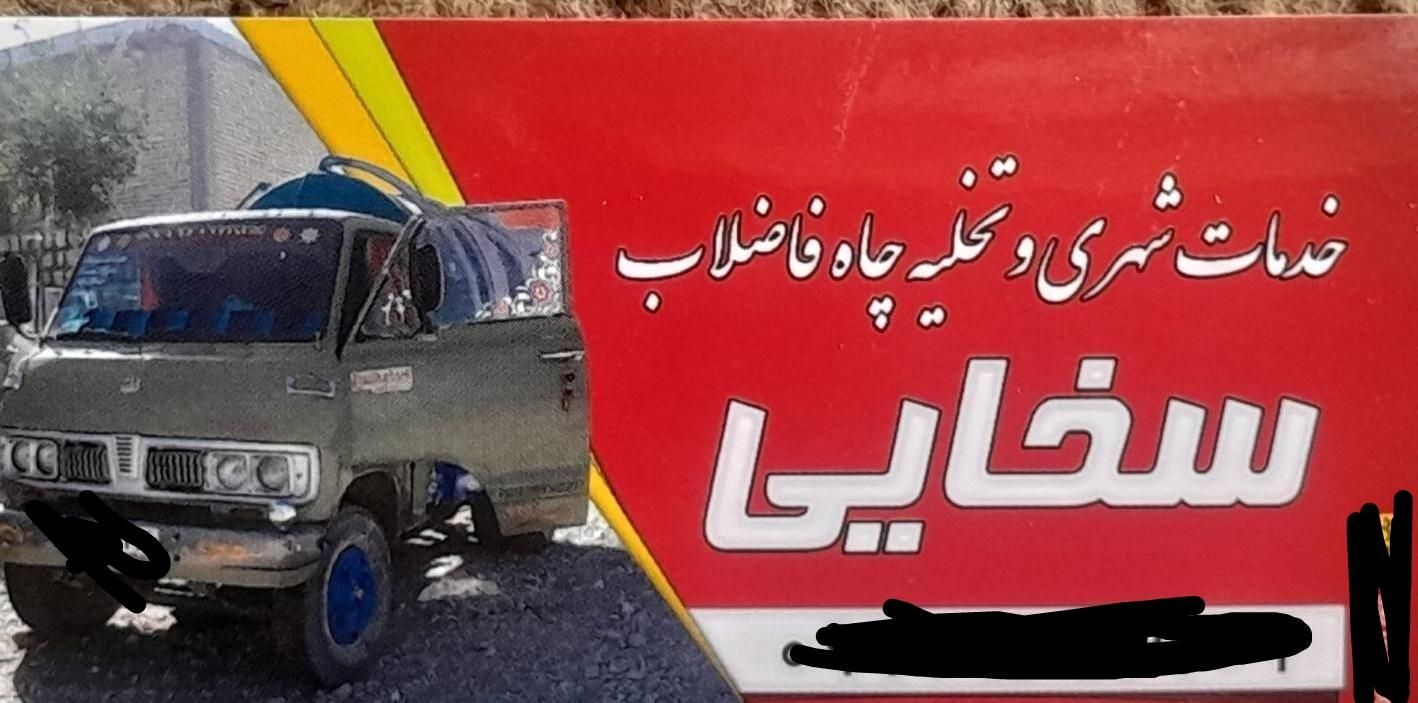 خدمات شهری و تخلیه چاه فاضلاب
سخایی